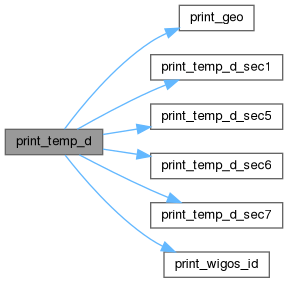 print_geo
print_temp_d_sec1
print_temp_d_sec5
print_temp_d
print_temp_d_sec6
print_temp_d_sec7
print_wigos_id